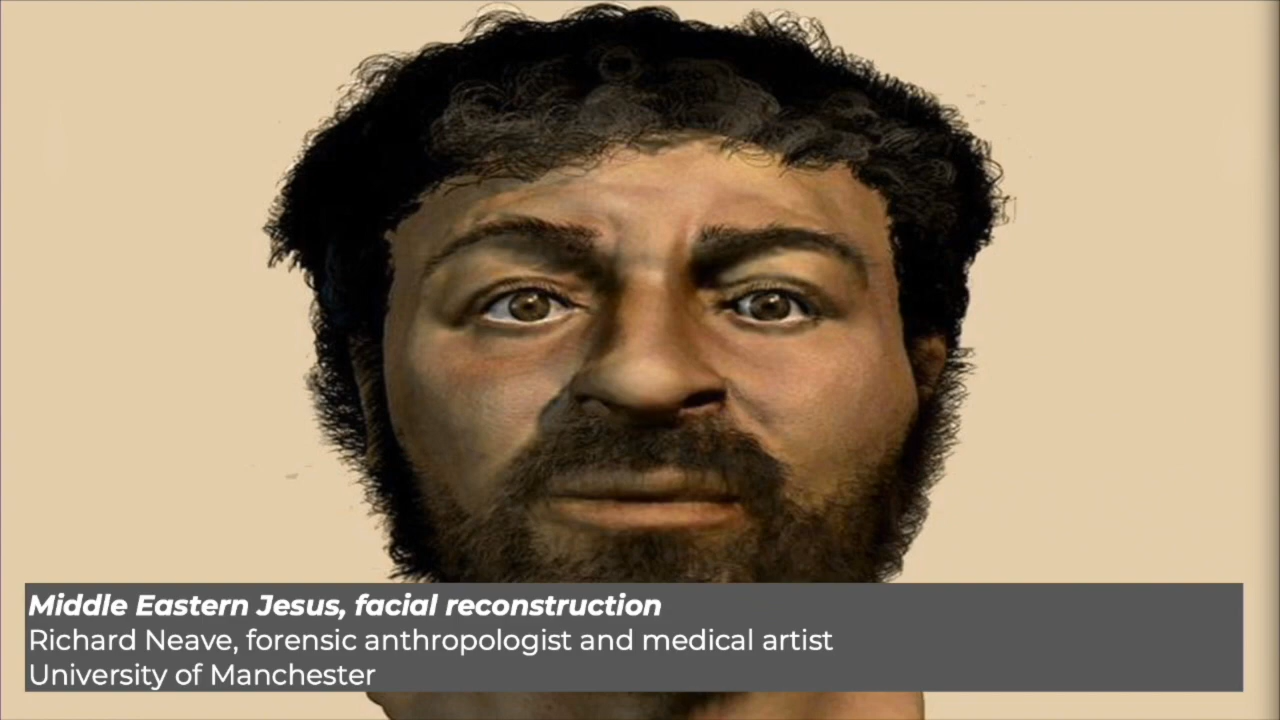 Middle Eastern Jesus, facial reconstruction
Richard Neave, forensic anthropologist and medical artist
University of Manchester